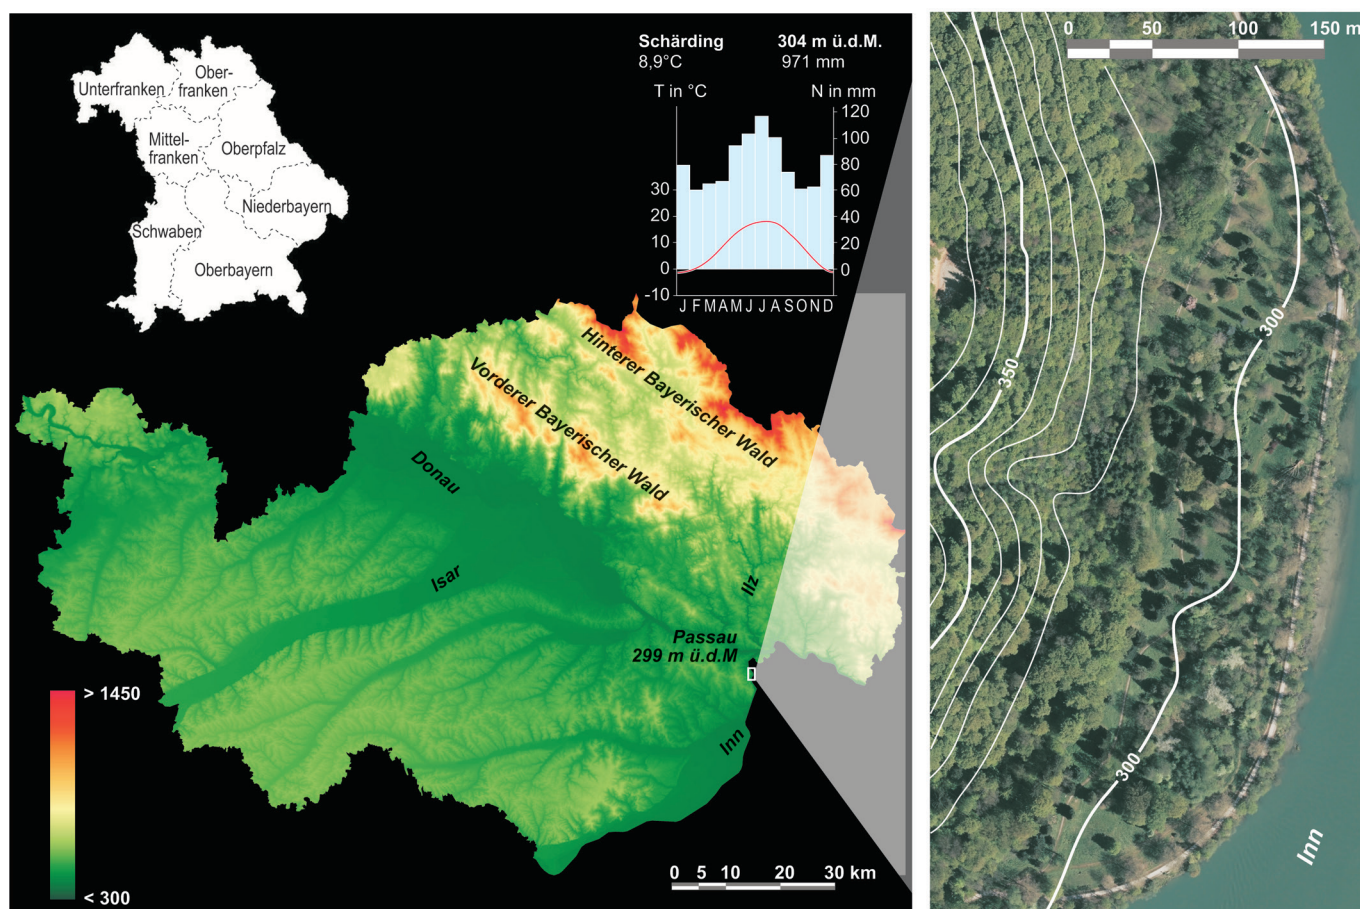 Unterfranken
Ober-
franken
Mittel-
franken
Oberpfalz
Niederbayern
Schwaben
Oberbayern
Schärding 304 m ü.d.M.
8,9°C 971 mm
T in °C N in mm
120
100
80
30 60
20 40
10 20
0 0
-10
J F M A M J J A S O N D
Hinterer Bayerischer Wald
Vorderer Bayerischer Wald
Donau
Isar
Ilz
Passau
299 m ü.d.M
Inn
> 1450
< 300
0 5 10 20 30 km
0 50 100 150 m
300
350
300
Inn